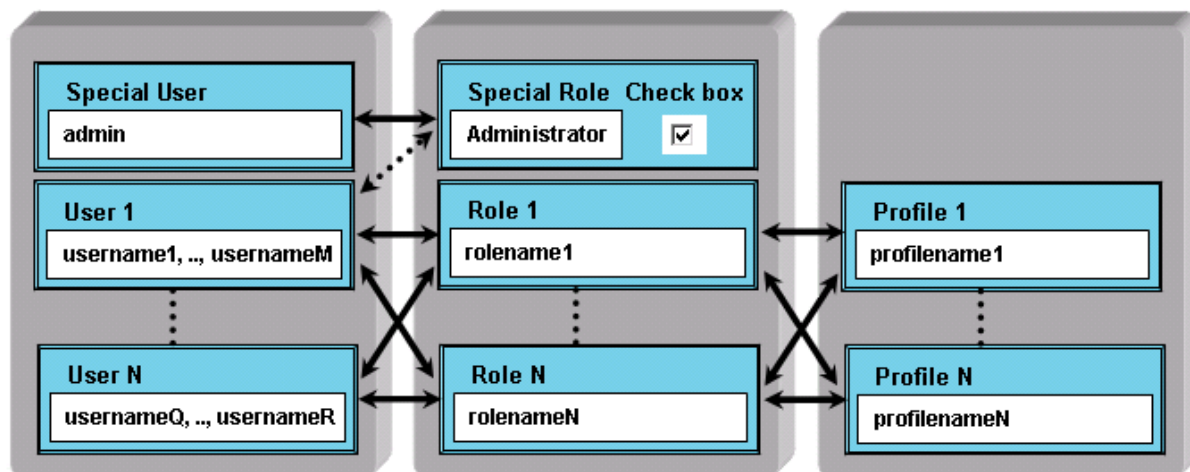 Special User
admin
User 1
username1, .., usernameM
User N
usernameQ, .., usernameR
Special Role Check box
Administrator
Role 1
rolename1
Role N
rolenameN
Profile 1
profilename1
Profile N
profilenameN